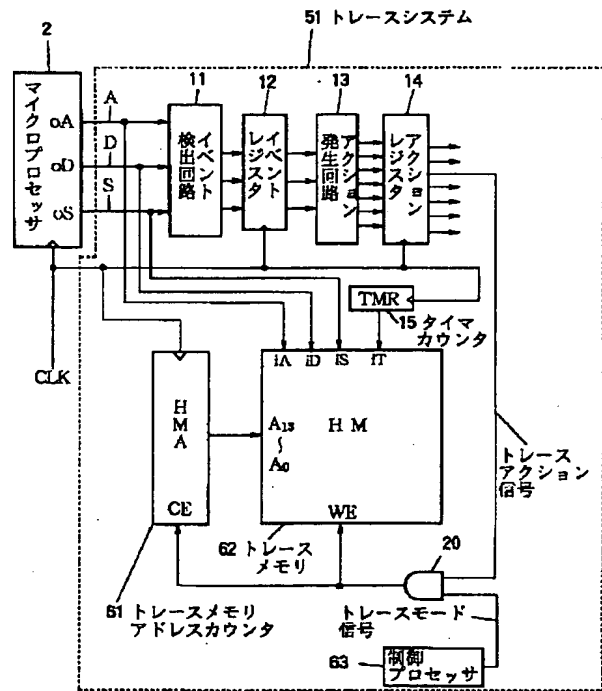 51 トレースシステム
2
11
12
13
14
マイクロプロセッサ
oA
oD
oS
A
D
S
イベント
検出回路
イベント
レジスタ
アクション
発生回路
アクション
レジスタ
TMR
15 タイマ
カウンタ
CLK
iA iD iS iT
HMA
CE
A₁₃
~
A₀
HM
WE
トレース
アクション
信号
62 トレース
メモリ
20
61 トレースメモリ
アドレスカウンタ
トレースモード
信号
63
制御
プロセッサ